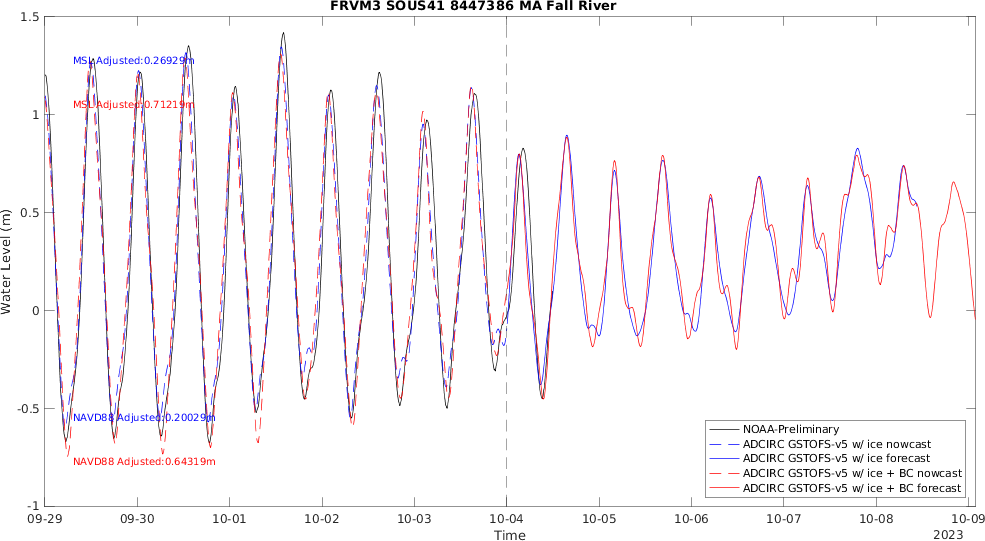 FRVM3 SOUS41 8447386 MA Fall River
1.5
1
0.5
0
-0.5
-1
Water Level (m)
MSL Adjusted:0.26929m
MSL Adjusted:0.71219m
NAVD88 Adjusted:0.20029m
NAVD88 Adjusted:0.64319m
NOAA-Preliminary
ADCIRC GSTOFS-v5 w/ ice nowcast
ADCIRC GSTOFS-v5 w/ ice forecast
ADCIRC GSTOFS-v5 w/ ice + BC nowcast
ADCIRC GSTOFS-v5 w/ ice + BC forecast
09-29 09-30 10-01 10-02 10-03 10-04 10-05 10-06 10-07 10-08 10-09
Time
2023